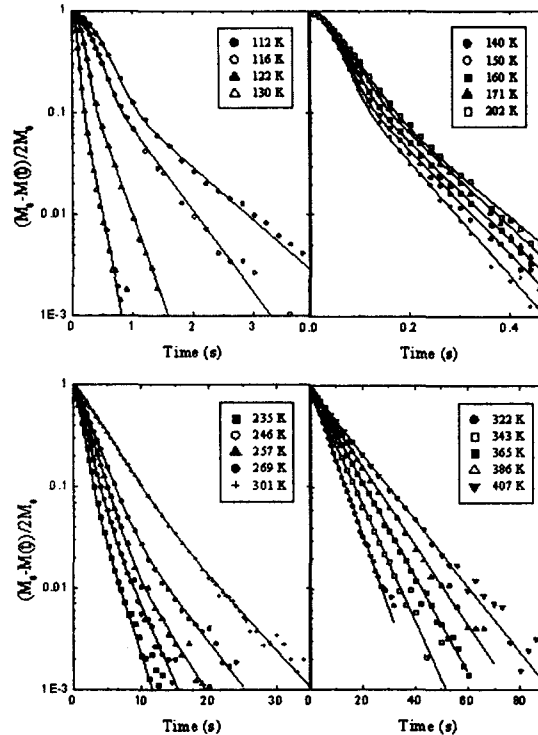 1
0.1
0.01
1E-3
(M₀-M(t))/2M₀
112 K
116 K
122 K
130 K
0 1 2 3
Time (s)
140 K
150 K
160 K
171 K
202 K
0.0 0.2 0.4
Time (s)
1
0.1
0.01
1E-3
(M₀-M(t))/2M₀
235 K
246 K
257 K
269 K
301 K
0 10 20 30
Time (s)
322 K
343 K
365 K
386 K
407 K
0 20 40 60 80
Time (s)